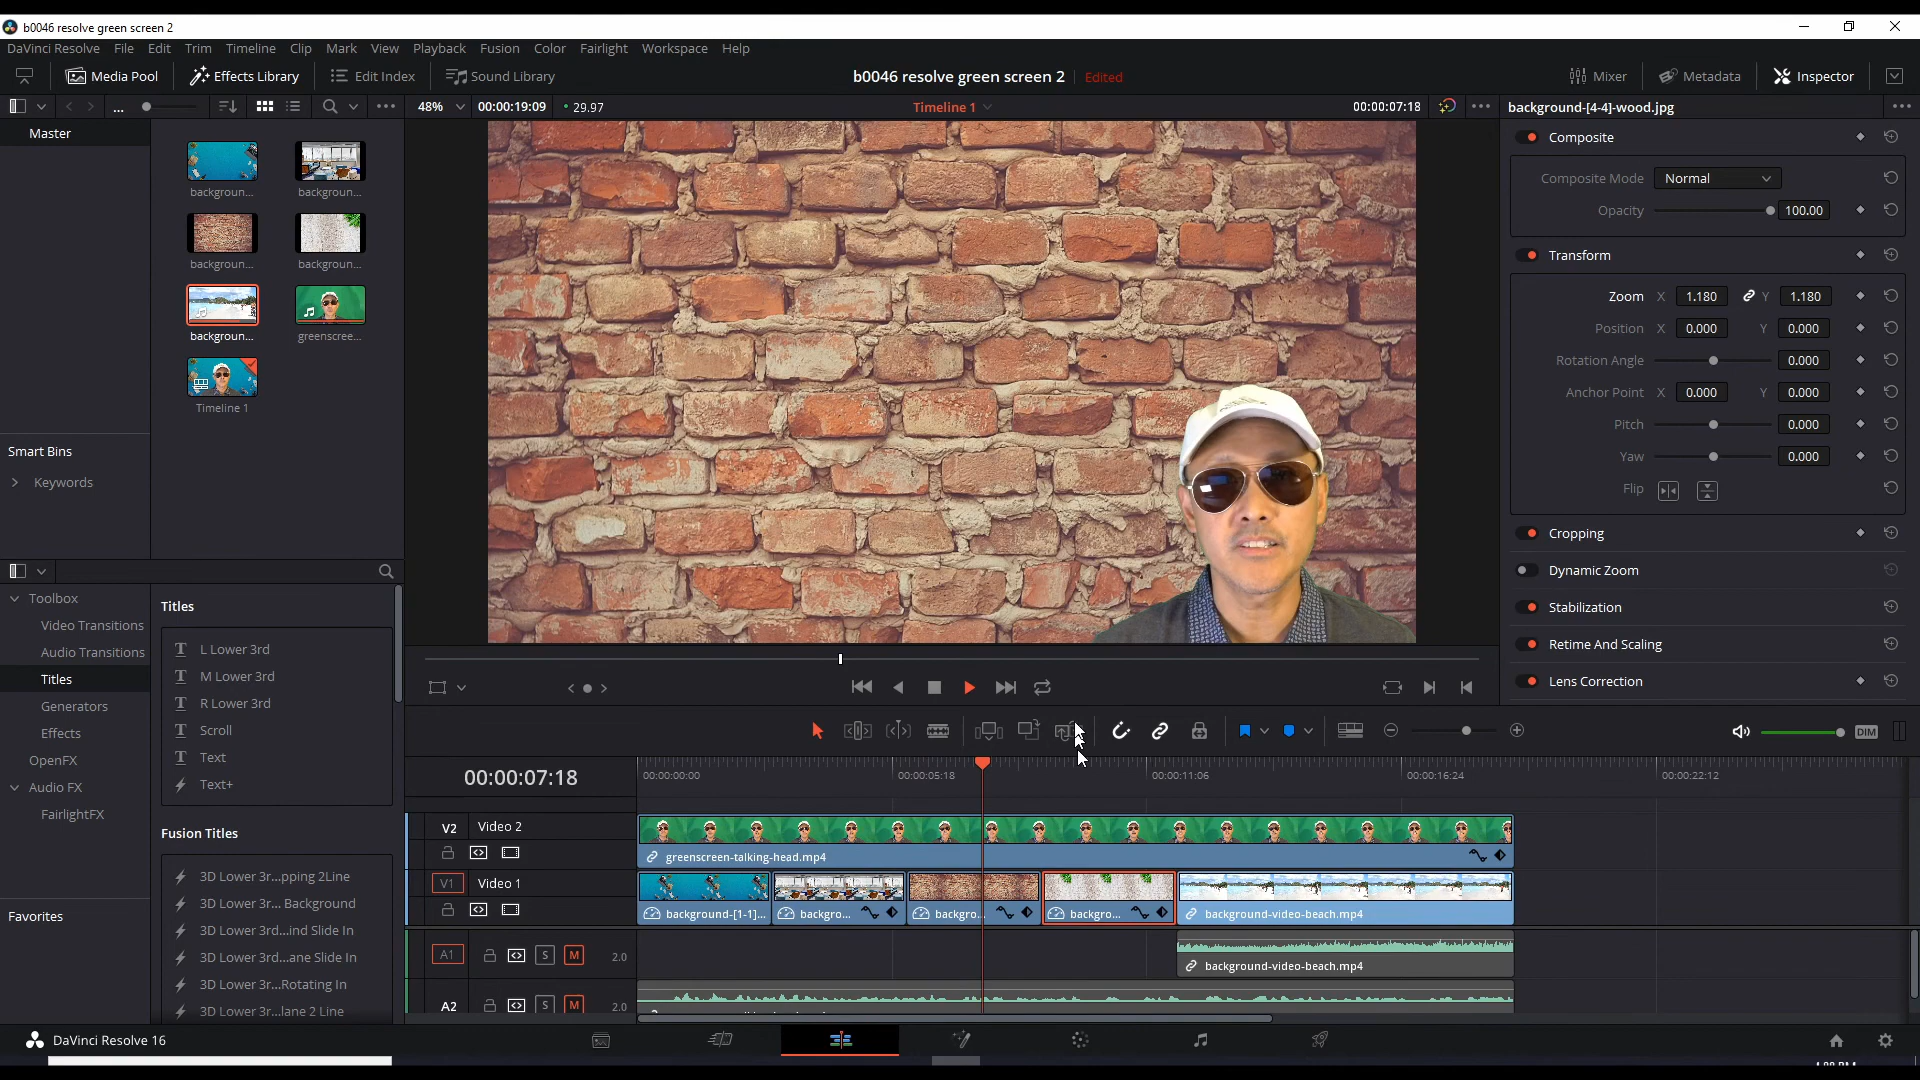 b0046 resolve green screen 2
DaVinci Resolve File Edit Trim Timeline Clip Mark View Playback Fusion Color Fairlight Workspace Help
Media Pool Effects Library Edit Index Sound Library b0046 resolve green screen 2 Edited Mixer Metadata Inspector
... 48% 00:00:19:09 29.97 Timeline 1 00:00:07:18 background-[4-4]-wood.jpg
Master
backgroun... backgroun...
backgroun... backgroun...
backgroun... greenscree...
Timeline 1
Smart Bins
Keywords
Composite
Composite Mode Normal
Opacity 100.00
Transform
Zoom X 1.180 Y 1.180
Position X 0.000 Y 0.000
Rotation Angle 0.000
Anchor Point X 0.000 Y 0.000
Pitch 0.000
Yaw 0.000
Flip
Cropping
Dynamic Zoom
Stabilization
Retime And Scaling
Lens Correction
Toolbox
Video Transitions
Audio Transitions
Titles
Generators
Effects
OpenFX
Audio FX
FairlightFX
Favorites
Titles
L Lower 3rd
M Lower 3rd
R Lower 3rd
Scroll
Text
Text+
Fusion Titles
3D Lower 3r...pping 2Line
3D Lower 3r... Background
3D Lower 3rd...ind Slide In
3D Lower 3rd...ane Slide In
3D Lower 3r...Rotating In
3D Lower 3r...lane 2 Line
DIM
00:00:07:18 00:00:00:00 00:00:05:18 00:00:11:06 00:00:16:24 00:00:22:12
V2 Video 2
greenscreen-talking-head.mp4
V1 Video 1
background-[1-1]... backgro... backgro... backgro... background-video-beach.mp4
A1 S M 2.0
background-video-beach.mp4
A2 S M 2.0
DaVinci Resolve 16